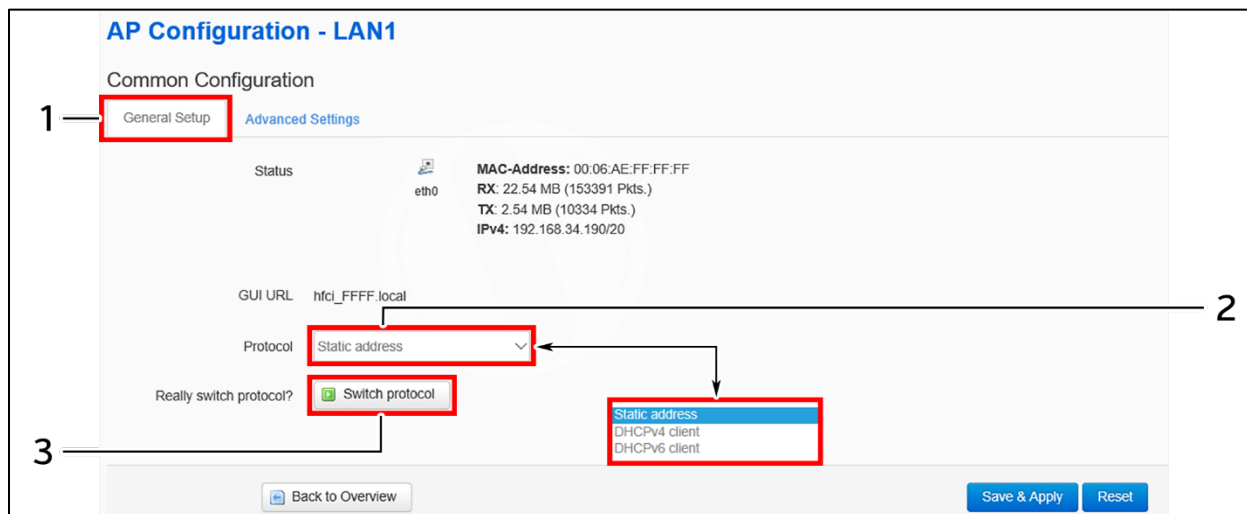 AP Configuration - LAN1
Common Configuration
1
General Setup
Advanced Settings
Status
eth0
MAC-Address: 00:06:AE:FF:FF:FF
RX: 22.54 MB (153391 Pkts.)
TX: 2.54 MB (10334 Pkts.)
IPv4: 192.168.34.190/20
GUI URL
hfci_FFFF.local
2
Protocol
Static address
Really switch protocol?
Switch protocol
Static address
DHCPv4 client
DHCPv6 client
3
Back to Overview
Save & Apply
Reset